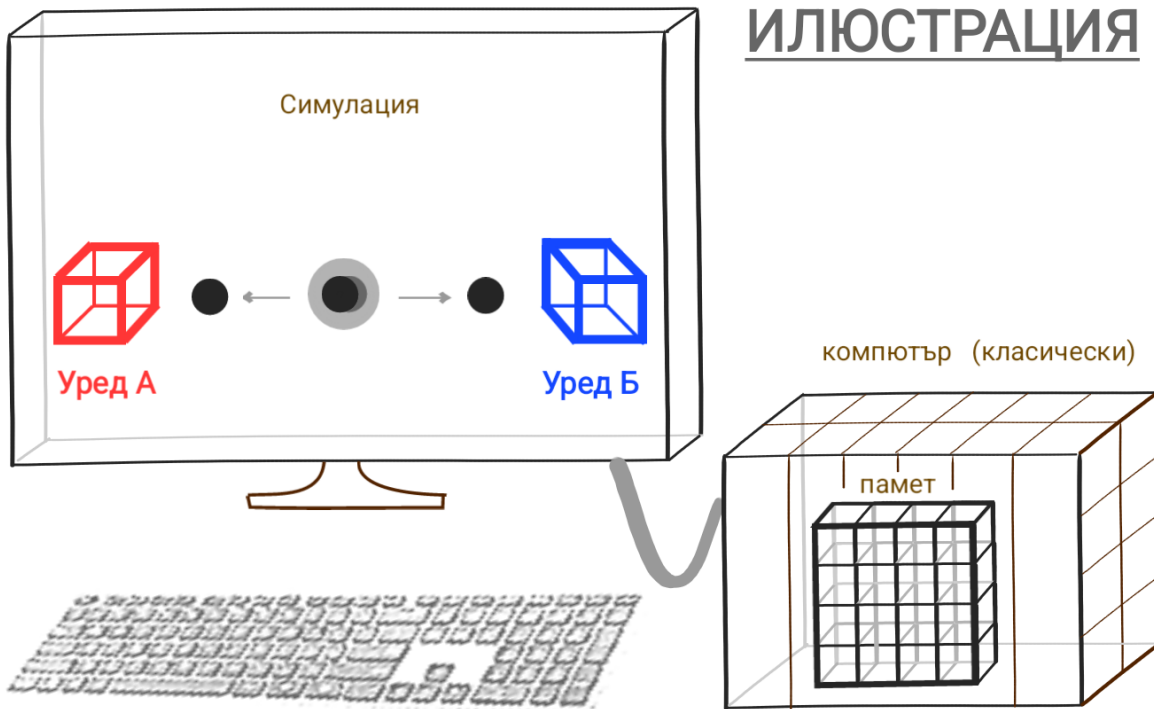 ИЛЮСТРАЦИЯ
Симулация
Уред А
Уред Б
компютър (класически)
памет